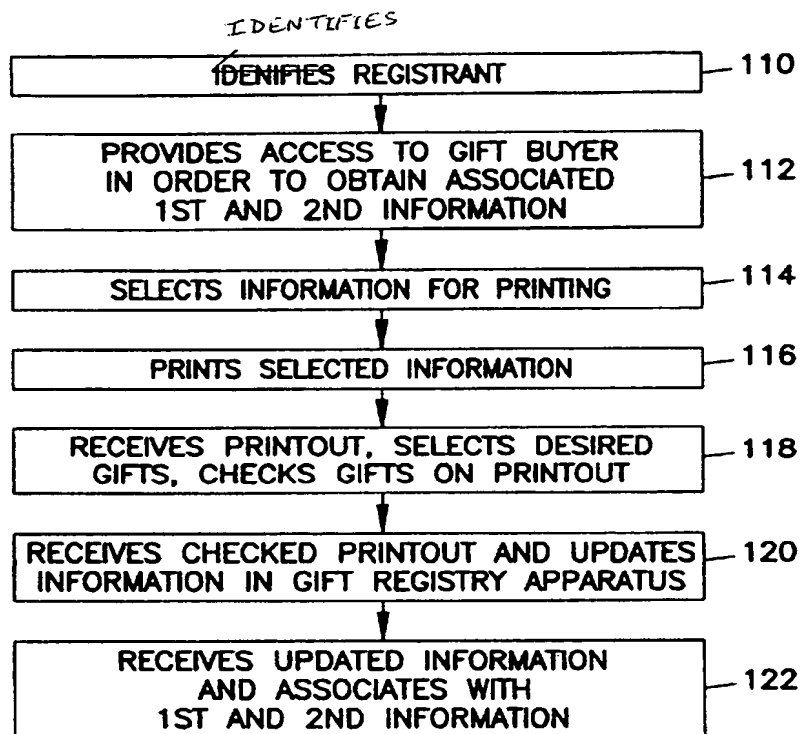 IDENTIFIES
IDENIFIES REGISTRANT
110
PROVIDES ACCESS TO GIFT BUYER
IN ORDER TO OBTAIN ASSOCIATED
1ST AND 2ND INFORMATION
112
SELECTS INFORMATION FOR PRINTING
114
PRINTS SELECTED INFORMATION
116
RECEIVES PRINTOUT, SELECTS DESIRED
GIFTS, CHECKS GIFTS ON PRINTOUT
118
RECEIVES CHECKED PRINTOUT AND UPDATES
INFORMATION IN GIFT REGISTRY APPARATUS
120
RECEIVES UPDATED INFORMATION
AND ASSOCIATES WITH
1ST AND 2ND INFORMATION
122